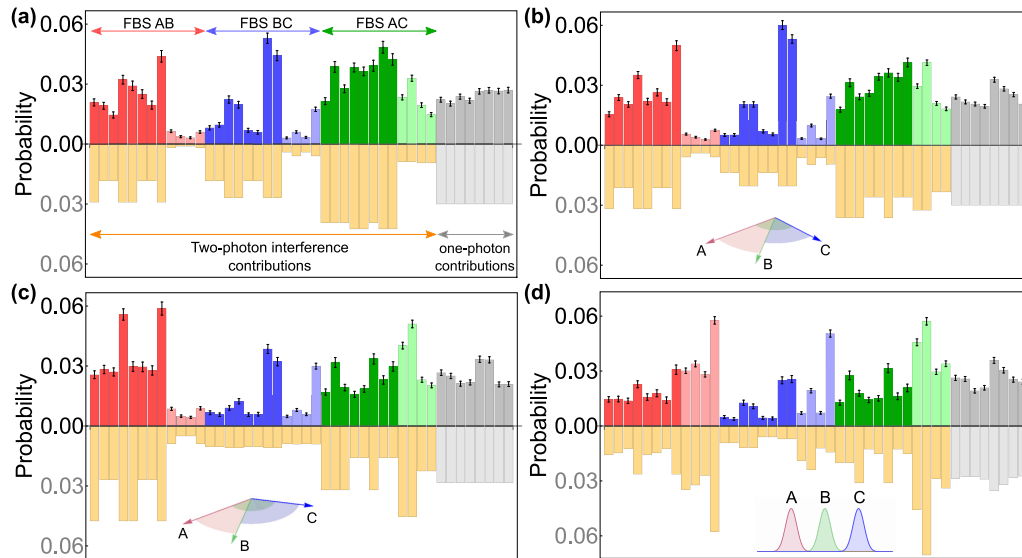 (a)
FBS AB
FBS BC
FBS AC
Probability
0.06
0.03
0.00
0.03
0.06
Two-photon interference
contributions
one-photon
contributions
(b)
Probability
0.06
0.03
0.00
0.03
0.06
A
B
C
(c)
Probability
0.06
0.03
0.00
0.03
0.06
A
B
C
(d)
Probability
0.06
0.03
0.00
0.03
0.06
A B C